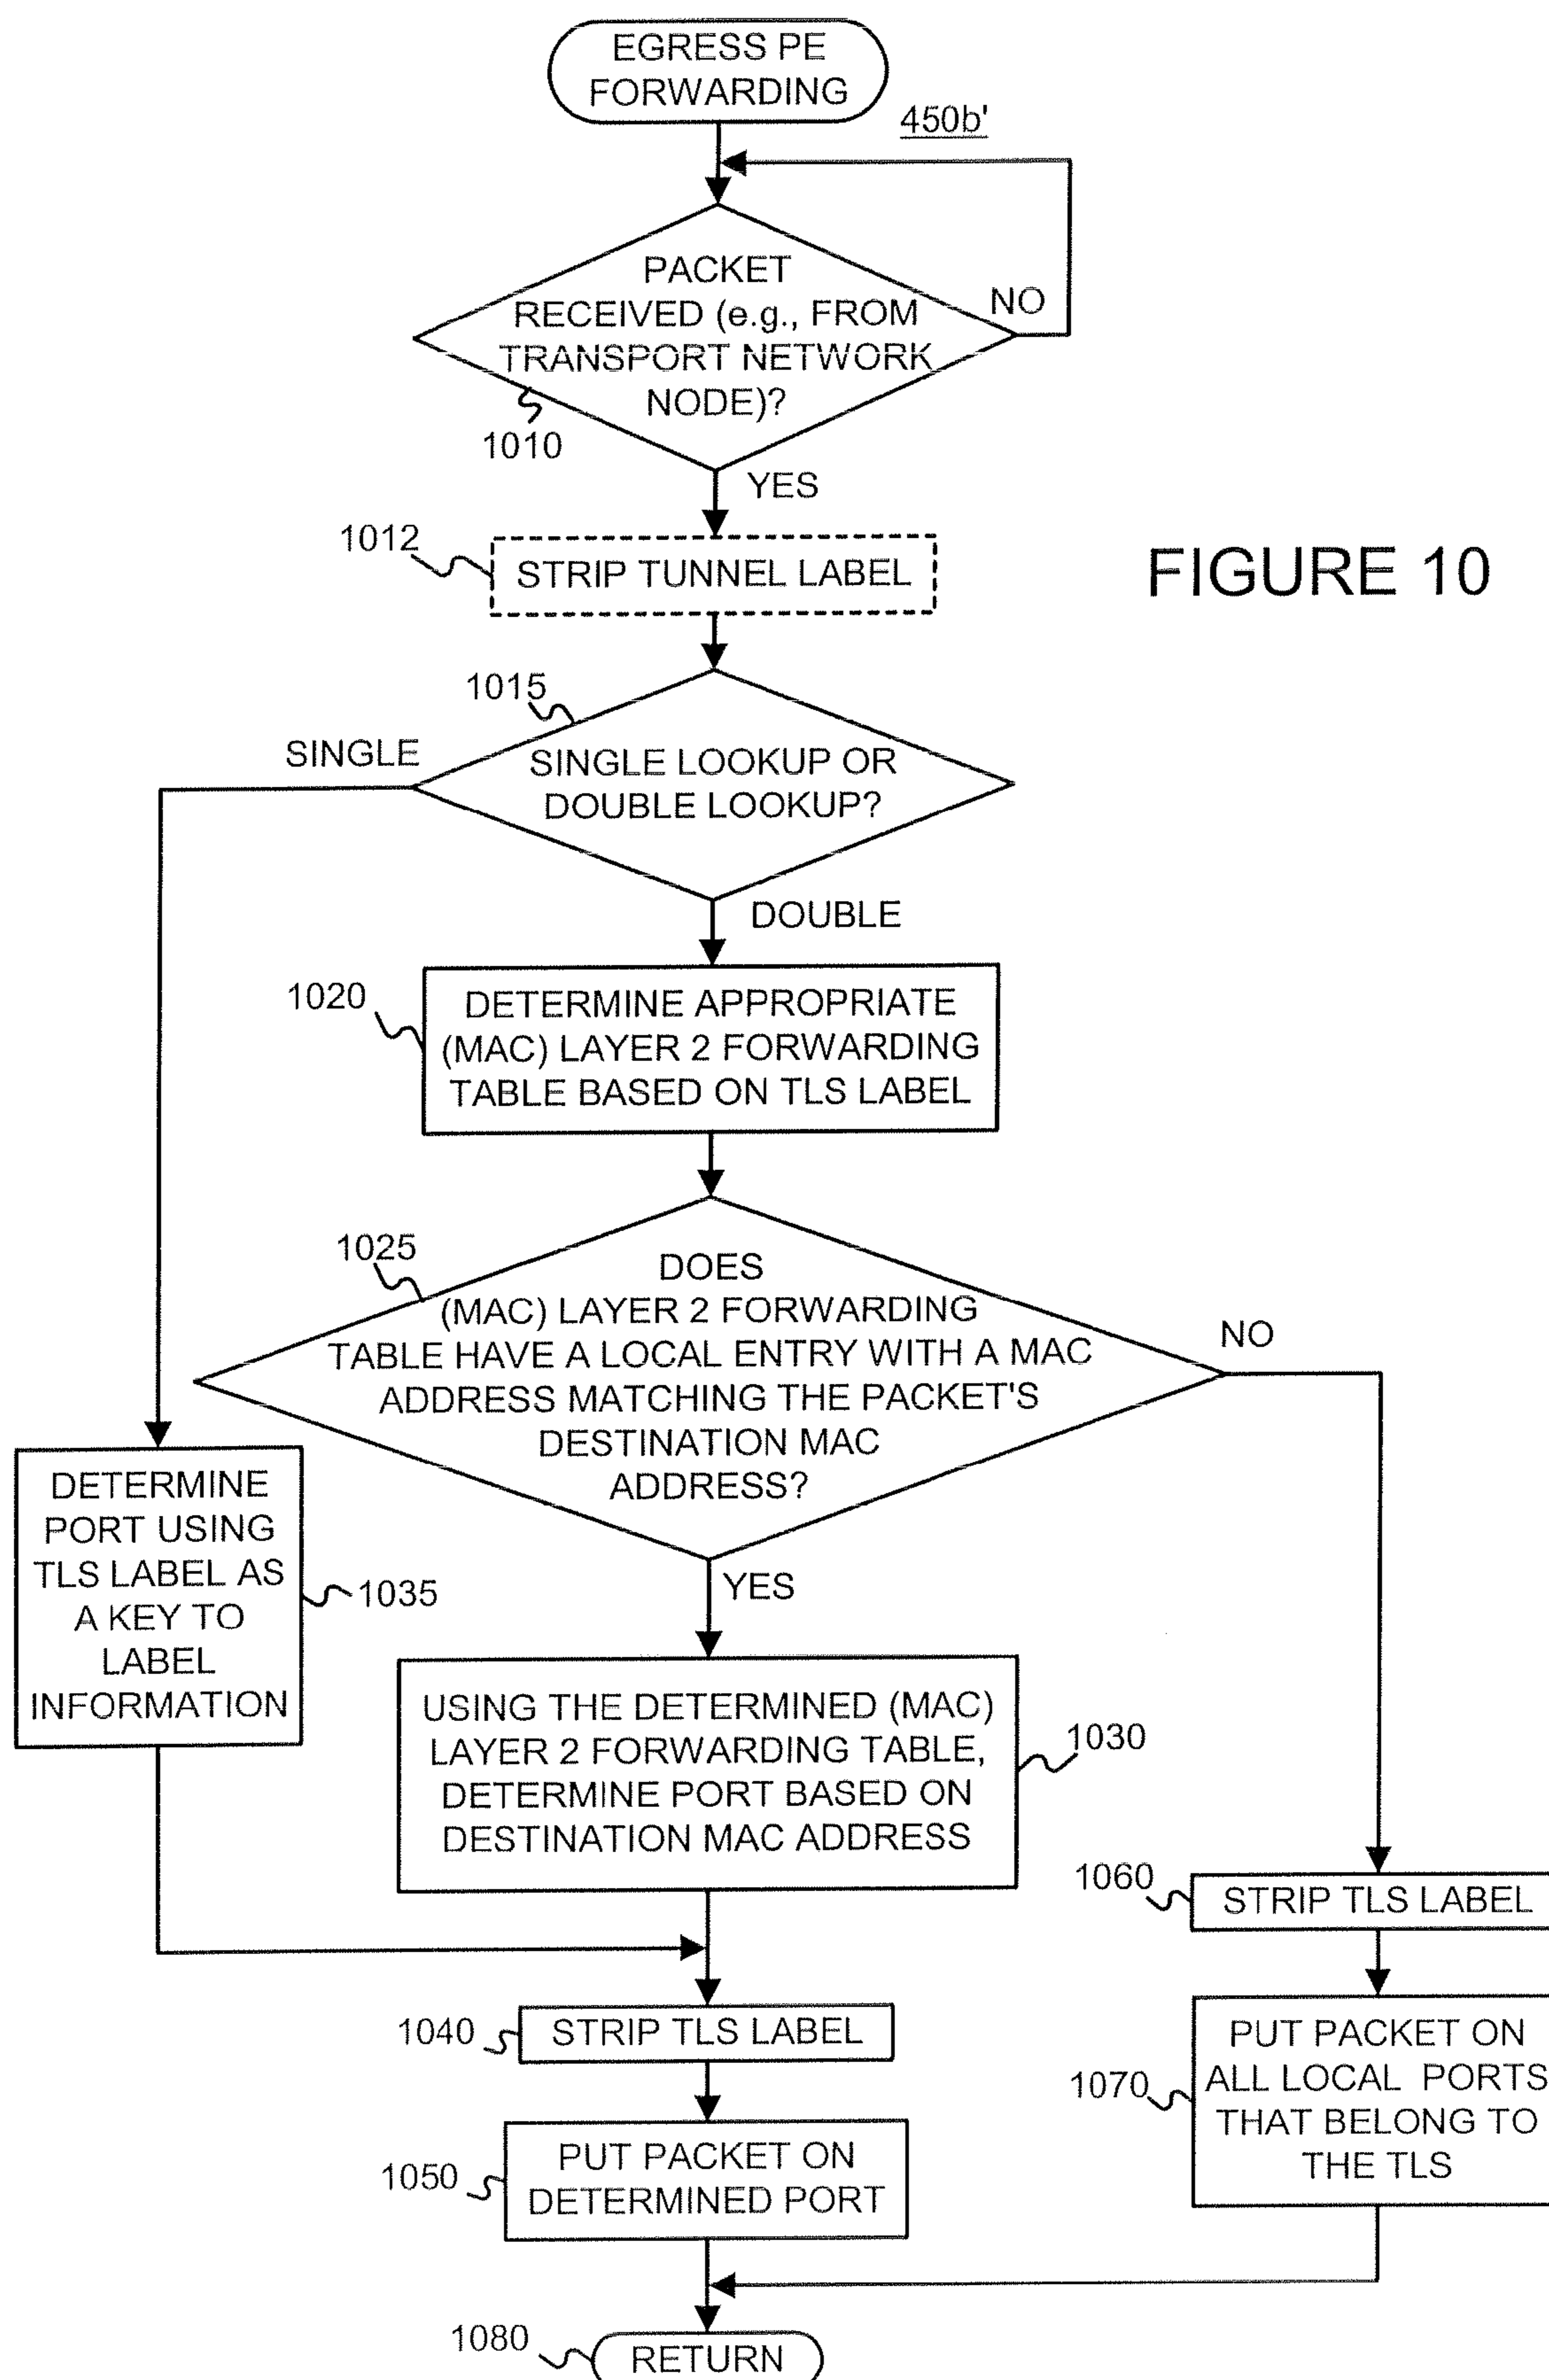 EGRESS PE
FORWARDING
450b'
PACKET
RECEIVED (e.g., FROM
TRANSPORT NETWORK
NODE)?
NO
1010
YES
1012
STRIP TUNNEL LABEL
FIGURE 10
1015
SINGLE
SINGLE LOOKUP OR
DOUBLE LOOKUP?
DOUBLE
1020
DETERMINE APPROPRIATE
(MAC) LAYER 2 FORWARDING
TABLE BASED ON TLS LABEL
1025
DOES
(MAC) LAYER 2 FORWARDING
TABLE HAVE A LOCAL ENTRY WITH A MAC
ADDRESS MATCHING THE PACKET'S
DESTINATION MAC
ADDRESS?
NO
YES
DETERMINE
PORT USING
TLS LABEL AS
A KEY TO
LABEL
INFORMATION
1035
USING THE DETERMINED (MAC)
LAYER 2 FORWARDING TABLE,
DETERMINE PORT BASED ON
DESTINATION MAC ADDRESS
1030
1060
STRIP TLS LABEL
1040
STRIP TLS LABEL
1070
PUT PACKET ON
ALL LOCAL PORTS
THAT BELONG TO
THE TLS
1050
PUT PACKET ON
DETERMINED PORT
1080
RETURN